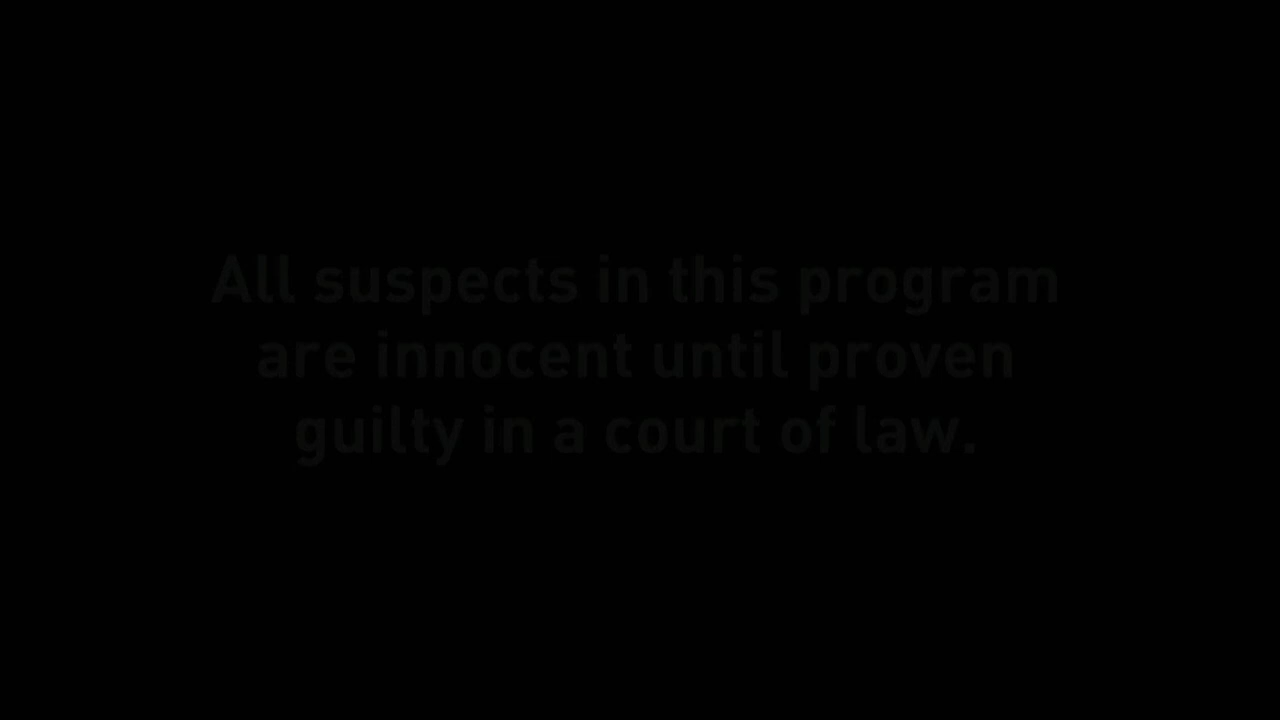 All suspects in this program
are innocent until proven
guilty in a court of law.